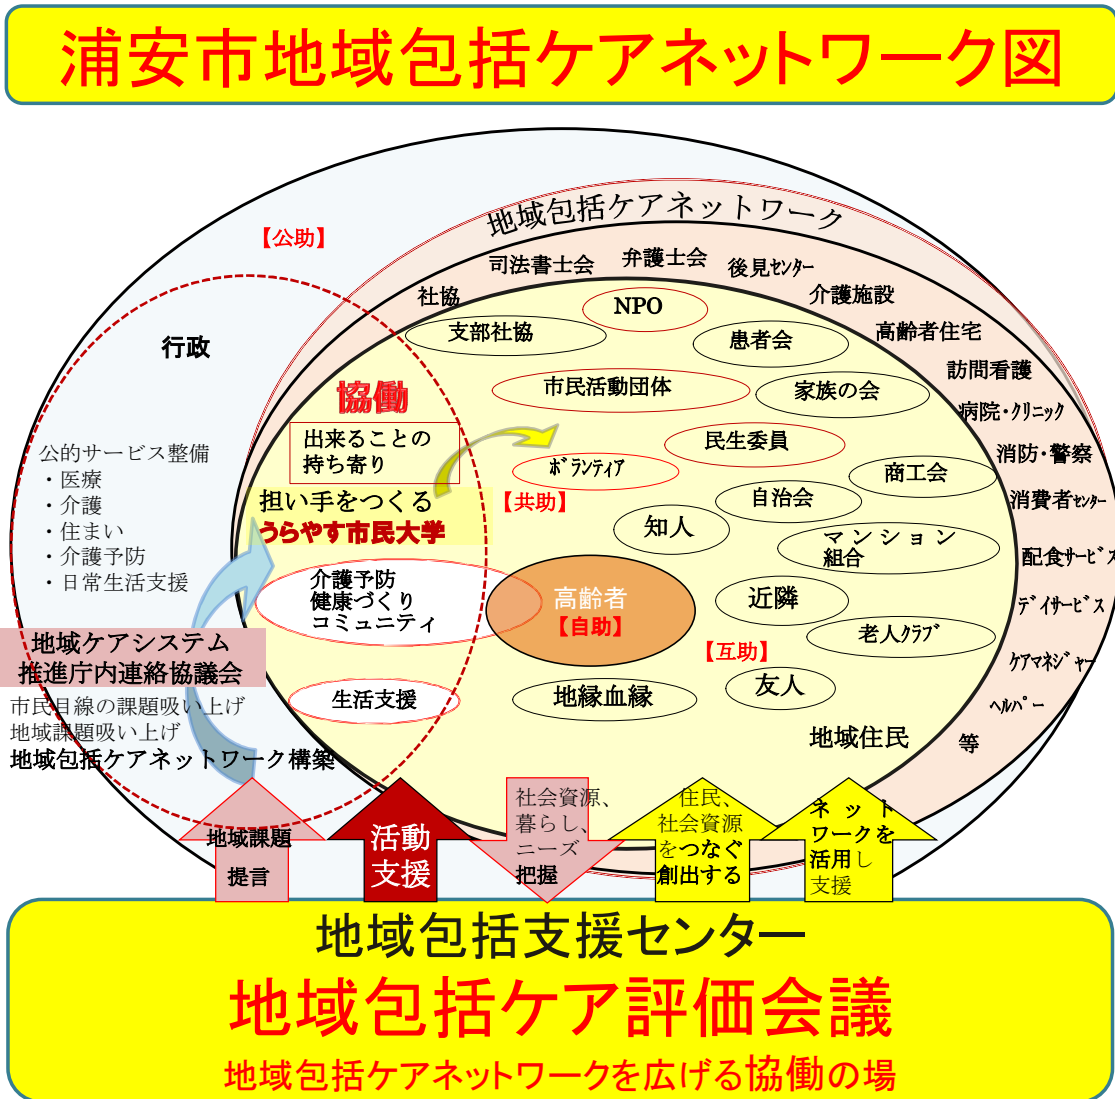 浦安市地域包括ケアネットワーク図
地域包括ケアネットワーク
【公助】
司法書士会
弁護士会
後見ｾﾝﾀｰ
社協
介護施設
高齢者住宅
訪問看護
病院・ｸﾘﾆｯｸ
消防・警察
消費者ｾﾝﾀｰ
配食ｻｰﾋﾞｽ
ﾃﾞｲｻｰﾋﾞｽ
ｹｱﾏﾈｼﾞｬｰ
ﾍﾙﾊﾟｰ
等
行政
公的サービス整備
・医療
・介護
・住まい
・介護予防
・日常生活支援
NPO
支部社協
患者会
協働
市民活動団体
家族の会
出来ることの
持ち寄り
民生委員
ﾎﾞﾗﾝﾃｨｱ
商工会
担い手をつくる
うらやす市民大学
【共助】
自治会
知人
マンション
組合
介護予防
健康づくり
コミュニティ
高齢者
【自助】
近隣
老人ｸﾗﾌﾞ
【互助】
生活支援
地縁血縁
友人
地域住民
地域ケアシステム
推進庁内連絡協議会
市民目線の課題吸い上げ
地域課題吸い上げ
地域包括ケアネットワーク構築
地域課題
提言
活動
支援
社会資源、
暮らし、
ニーズ
把握
住民、
社会資源
をつなぐ
創出する
ネット
ワークを
活用し
支援
地域包括支援センター
地域包括ケア評価会議
地域包括ケアネットワークを広げる協働の場